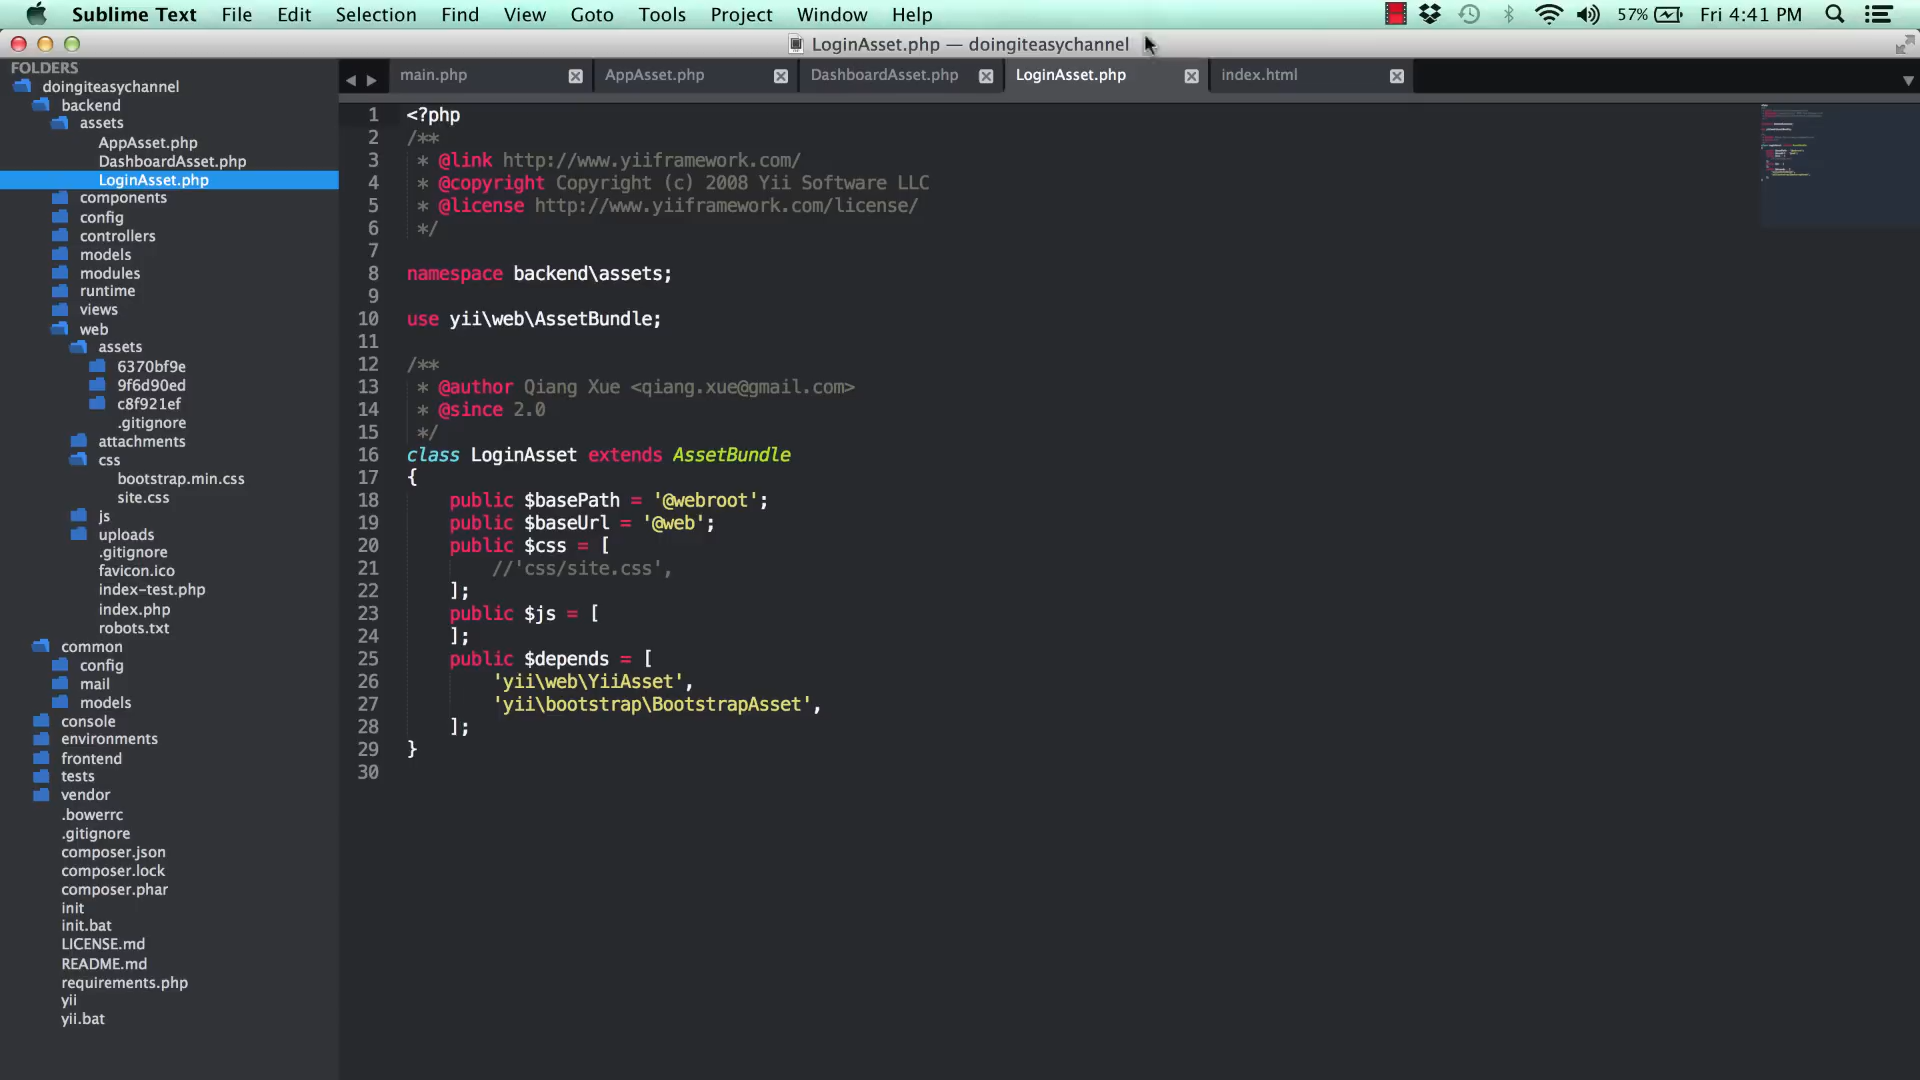 Sublime Text File Edit Selection Find View Goto Tools Project Window Help 57% Fri 4:41 PM
LoginAsset.php — doingiteasychannel
FOLDERS
doingiteasychannel
backend
assets
AppAsset.php
DashboardAsset.php
LoginAsset.php
components
config
controllers
models
modules
runtime
views
web
assets
6370bf9e
9f6d90ed
c8f921ef
.gitignore
attachments
css
bootstrap.min.css
site.css
js
uploads
.gitignore
favicon.ico
index-test.php
index.php
robots.txt
common
config
mail
models
console
environments
frontend
tests
vendor
.bowerrc
.gitignore
composer.json
composer.lock
composer.phar
init
init.bat
LICENSE.md
README.md
requirements.php
yii
yii.bat
main.php AppAsset.php DashboardAsset.php LoginAsset.php index.html
1 <?php
2 /**
3 * @link http://www.yiiframework.com/
4 * @copyright Copyright (c) 2008 Yii Software LLC
5 * @license http://www.yiiframework.com/license/
6 */
7
8 namespace backend\assets;
9
10 use yii\web\AssetBundle;
11
12 /**
13 * @author Qiang Xue <qiang.xue@gmail.com>
14 * @since 2.0
15 */
16 class LoginAsset extends AssetBundle
17 {
18 public $basePath = '@webroot';
19 public $baseUrl = '@web';
20 public $css = [
21 //'css/site.css',
22 ];
23 public $js = [
24 ];
25 public $depends = [
26 'yii\web\YiiAsset',
27 'yii\bootstrap\BootstrapAsset',
28 ];
29 }
30